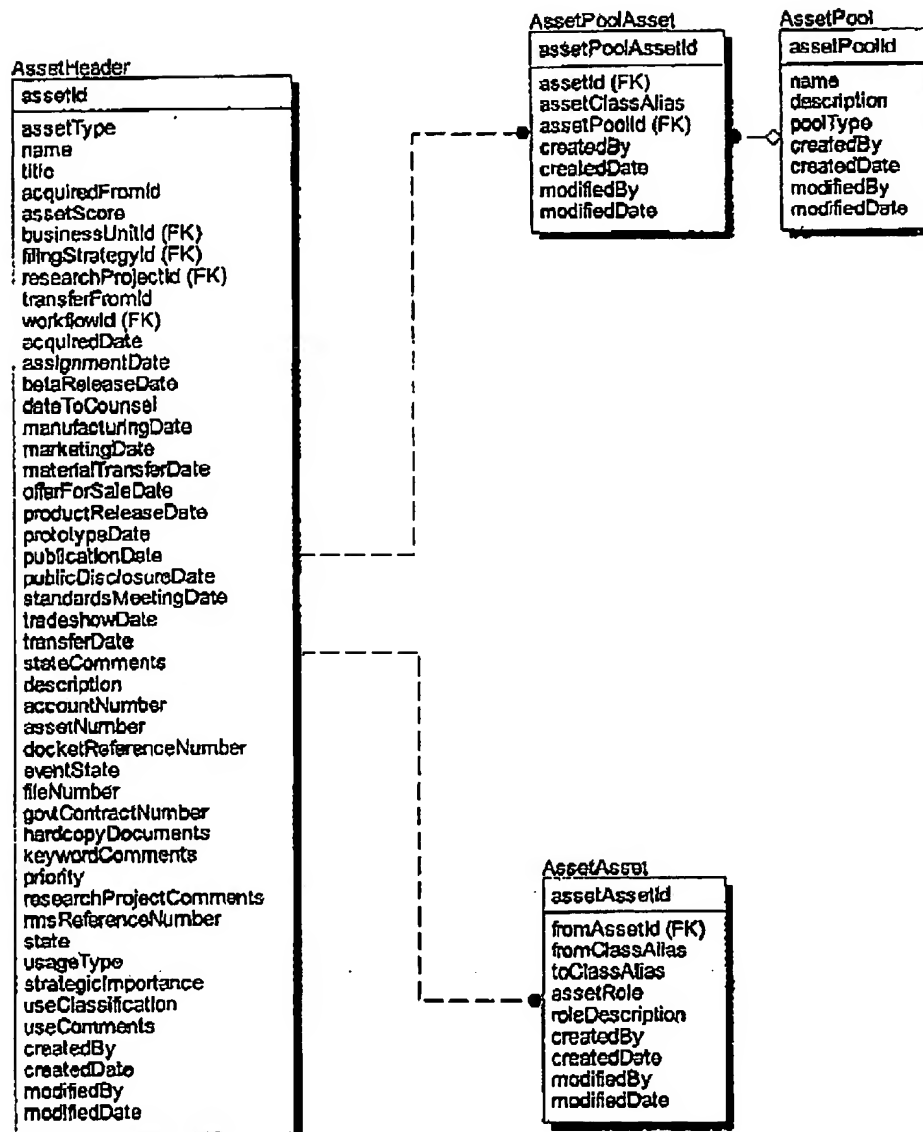 AssetHeader
assetId
assetType
name
title
acquiredFromId
assetScore
businessUnitId (FK)
filingStrategyId (FK)
researchProjectId (FK)
transferFromId
workflowId (FK)
acquiredDate
assignmentDate
betaReleaseDate
dateToCounsel
manufacturingDate
marketingDate
materialTransferDate
offerForSaleDate
productReleaseDate
prototypeDate
publicationDate
publicDisclosureDate
standardsMeetingDate
tradeshowDate
transferDate
stateComments
description
accountNumber
assetNumber
docketReferenceNumber
eventState
fileNumber
govtContractNumber
hardcopyDocuments
keywordComments
priority
researchProjectComments
rmsReferenceNumber
state
usageType
strategicImportance
useClassification
useComments
createdBy
createdDate
modifiedBy
modifiedDate
AssetPoolAsset
assetPoolAssetId
assetId (FK)
assetClassAlias
assetPoolId (FK)
createdBy
createdDate
modifiedBy
modifiedDate
AssetPool
assetPoolId
name
description
poolType
createdBy
createdDate
modifiedBy
modifiedDate
AssetAsset
assetAssetId
fromAssetId (FK)
fromClassAlias
toClassAlias
assetRole
roleDescription
createdBy
createdDate
modifiedBy
modifiedDate